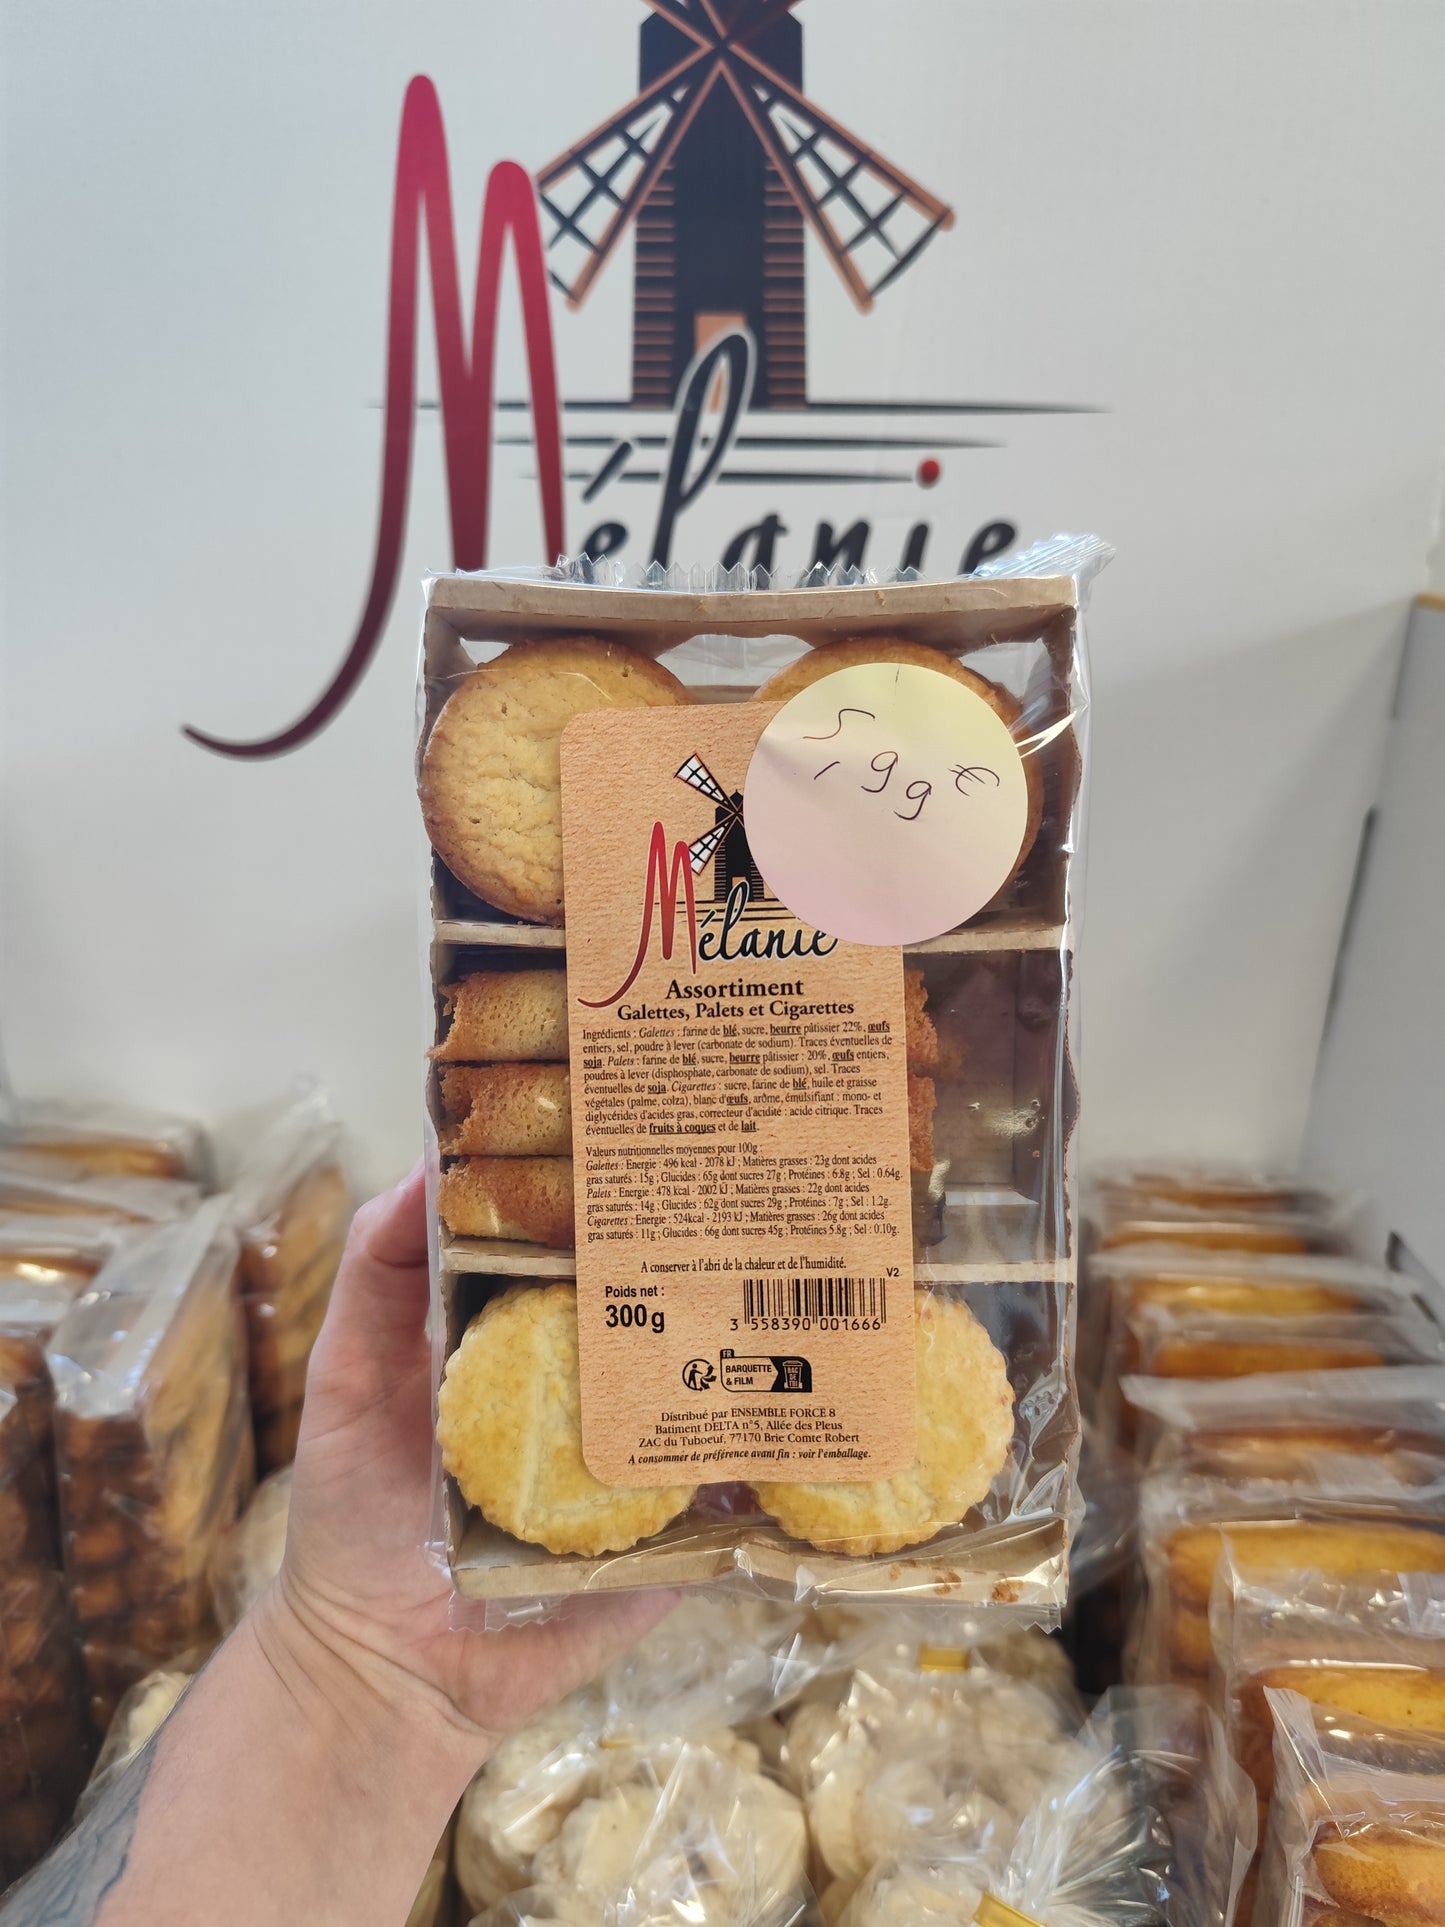 Mélanie
5,99€
Mélanie
Assortiment
Galettes, Palets et Cigarettes
Ingrédients : Galettes : farine de blé, sucre, beurre pâtissier 22%, œufs
entiers, sel, poudre à lever (carbonate de sodium). Traces éventuelles de
soja. Palets : farine de blé, sucre, beurre pâtissier : 20%, œufs entiers,
poudres à lever (disphosphate, carbonate de sodium), sel. Traces
éventuelles de soja. Cigarettes : sucre, farine de blé, huile et graisse
végétales (palme, colza), blanc d'œufs, arôme, émulsifiant : mono- et
diglycérides d'acides gras, correcteur d'acidité : acide citrique. Traces
éventuelles de fruits à coques et de lait.
Valeurs nutritionnelles moyennes pour 100g :
Galettes : Energie : 496 kcal - 2078 kJ ; Matières grasses : 23g dont acides
gras saturés : 15g ; Glucides : 65g dont sucres 27g ; Protéines : 6.8g ; Sel : 0.64g.
Palets : Energie : 478 kcal - 2002 kJ ; Matières grasses : 22g dont acides
gras saturés : 14g ; Glucides : 62g dont sucres 29g ; Protéines : 7g ; Sel : 1.2g.
Cigarettes : Energie : 524kcal - 2193 kJ ; Matières grasses : 26g dont acides
gras saturés : 11g ; Glucides : 66g dont sucres 45g ; Protéines 5.8g ; Sel : 0.10g.
A conserver à l'abri de la chaleur et de l'humidité.
V2
Poids net :
300 g
3 558390 001666
FR
BARQUETTE
& FILM
BAC
DE
TRI
Distribué par ENSEMBLE FORCE 8
Batiment DELTA n°5, Allée des Pleus
ZAC du Tuboeuf, 77170 Brie Comte Robert
A consommer de préférence avant fin : voir l'emballage.